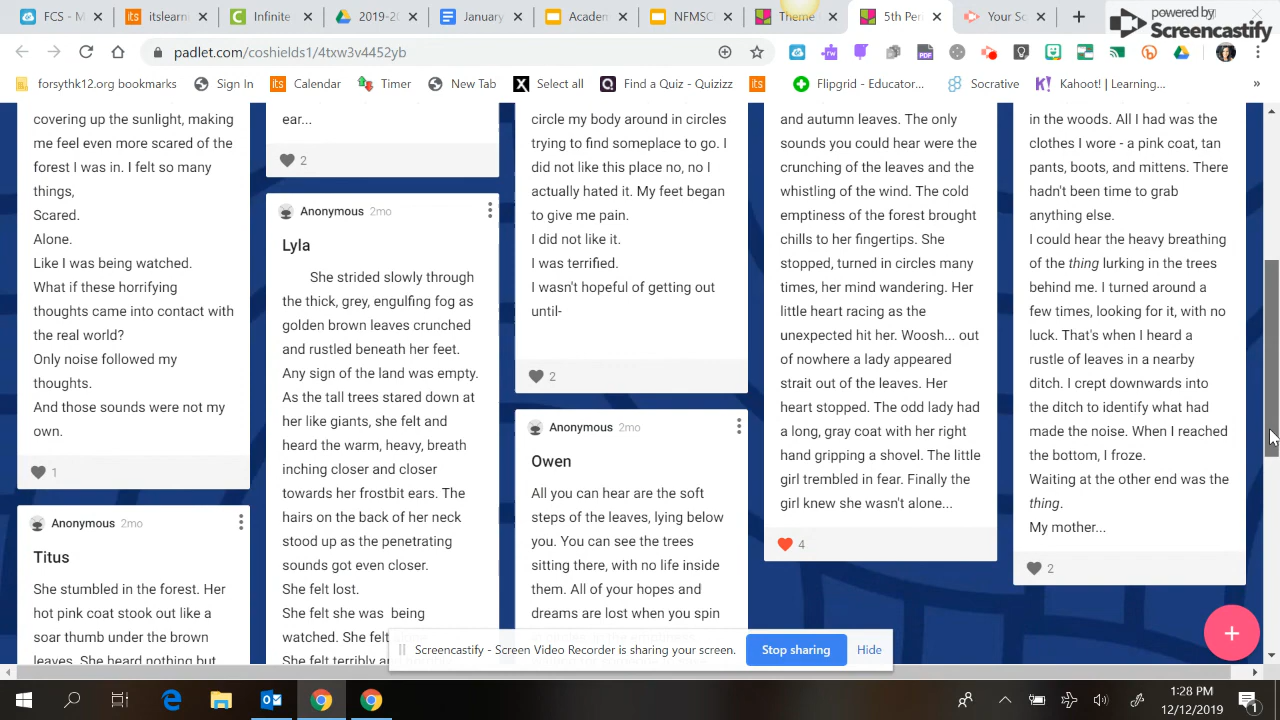 FCS - M
itslearn
Infinite
2019-2
January
Acade
NFMSC
Theme
5th Pe
Your Sc
powered by
Screencastify
padlet.com/coshields1/4txw3v4452yb
forsythk12.org bookmarks
Sign In
Calendar
Timer
New Tab
Select all
Find a Quiz - Quizizz
Flipgrid - Educator...
Socrative
Kahoot! | Learning...
»
covering up the sunlight, making
me feel even more scared of the
forest I was in. I felt so many
things,
Scared.
Alone.
Like I was being watched.
What if these horrifying
thoughts came into contact with
the real world?
Only noise followed my
thoughts.
And those sounds were not my
own.
1
Anonymous 2mo
Titus
She stumbled in the forest. Her
hot pink coat stook out like a
soar thumb under the brown
leaves. She heard nothing but
ear...
2
Anonymous 2mo
Lyla
She strided slowly through
the thick, grey, engulfing fog as
golden brown leaves crunched
and rustled beneath her feet.
Any sign of the land was empty.
As the tall trees stared down at
her like giants, she felt and
heard the warm, heavy, breath
inching closer and closer
towards her frostbit ears. The
hairs on the back of her neck
stood up as the penetrating
sounds got even closer.
She felt lost.
She felt she was being
watched. She felt
She felt terribly
circle my body around in circles
trying to find someplace to go. I
did not like this place no, no I
actually hated it. My feet began
to give me pain.
I did not like it.
I was terrified.
I wasn't hopeful of getting out
until-
2
Anonymous 2mo
Owen
All you can hear are the soft
steps of the leaves, lying below
you. You can see the trees
sitting there, with no life inside
them. All of your hopes and
dreams are lost when you spin
and autumn leaves. The only
sounds you could hear were the
crunching of the leaves and the
whistling of the wind. The cold
emptiness of the forest brought
chills to her fingertips. She
stopped, turned in circles many
times, her mind wandering. Her
little heart racing as the
unexpected hit her. Woosh... out
of nowhere a lady appeared
strait out of the leaves. Her
heart stopped. The odd lady had
a long, gray coat with her right
hand gripping a shovel. The little
girl trembled in fear. Finally the
girl knew she wasn't alone...
4
in the woods. All I had was the
clothes I wore - a pink coat, tan
pants, boots, and mittens. There
hadn't been time to grab
anything else.
I could hear the heavy breathing
of the thing lurking in the trees
behind me. I turned around a
few times, looking for it, with no
luck. That's when I heard a
rustle of leaves in a nearby
ditch. I crept downwards into
the ditch to identify what had
made the noise. When I reached
the bottom, I froze.
Waiting at the other end was the
thing.
My mother...
2
Screencastify - Screen Video Recorder is sharing your screen.
Stop sharing
Hide
1:28 PM
12/12/2019
1